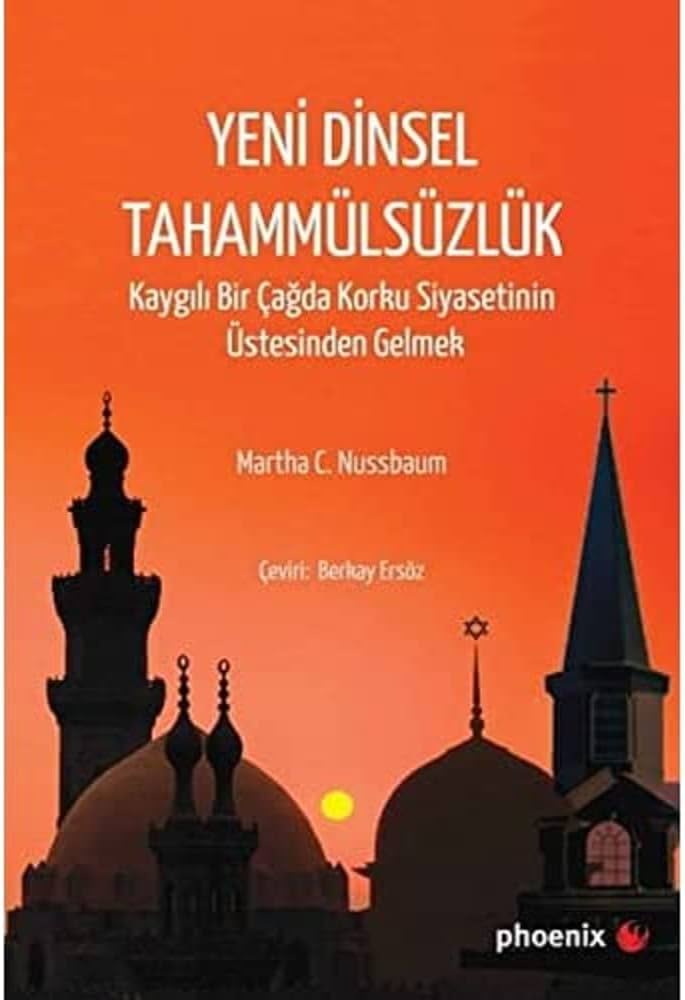 YENİ DİNSEL
TAHAMMÜLSÜZLÜK
Kaygılı Bir Çağda Korku Siyasetinin
Üstesinden Gelmek
Martha C. Nussbaum
Çeviri: Berkay Ersöz
phoenix